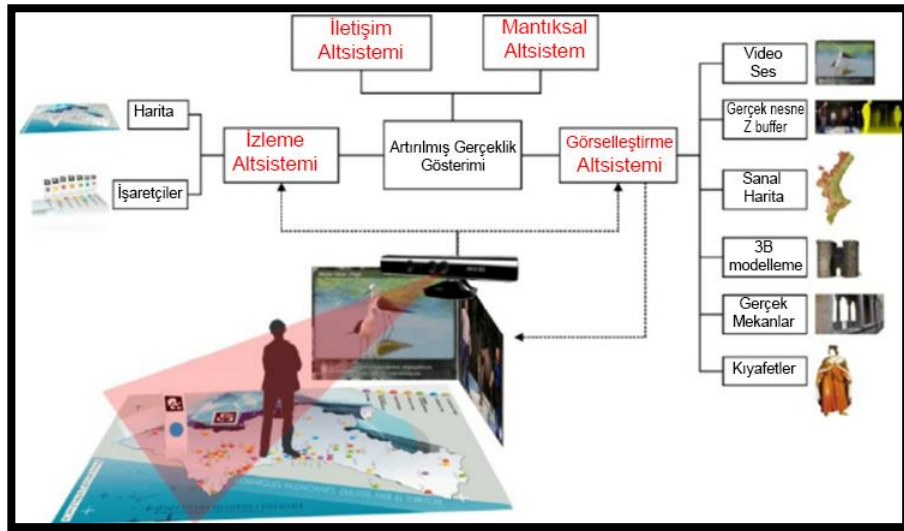 İletişim
Altsistemi
Mantıksal
Altsistem
Video
Ses
Harita
Gerçek nesne
Z buffer
İzleme
Altsistemi
Artırılmış Gerçeklik
Gösterimi
Görselleştirme
Altsistemi
İşaretçiler
Sanal
Harita
3B
modelleme
Gerçek
Mekanlar
Kıyafetler